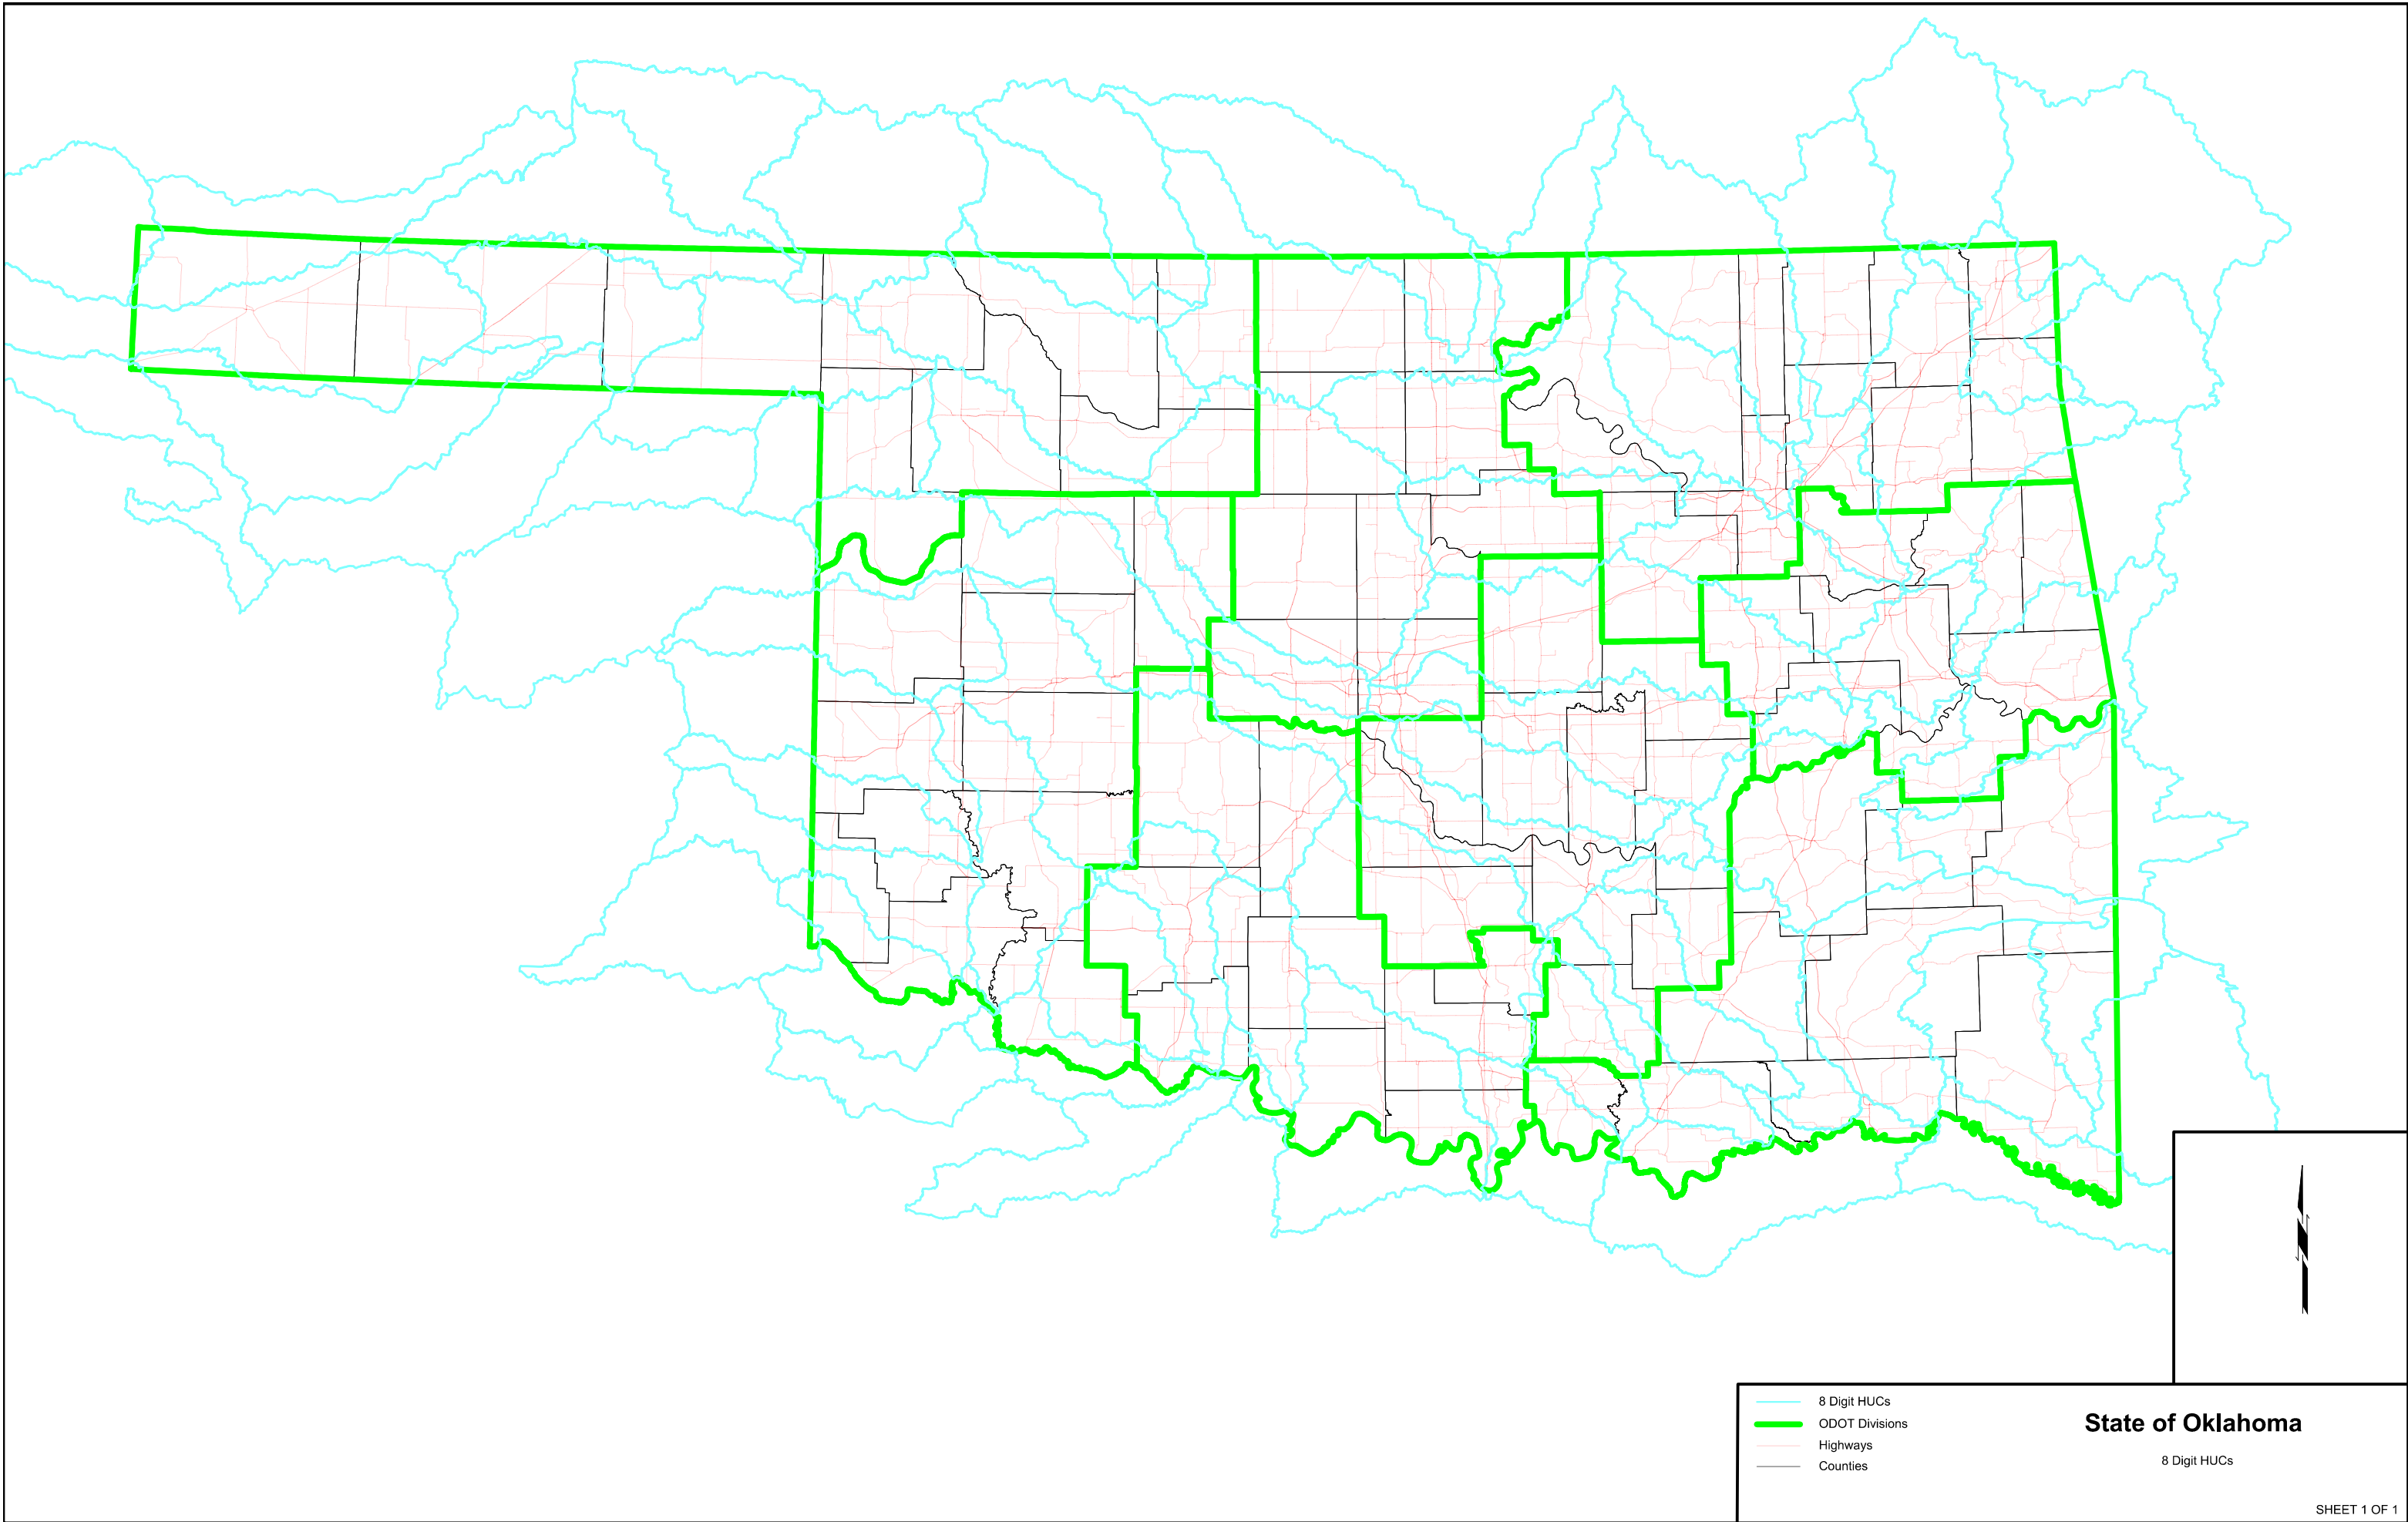 8 Digit HUCs
ODOT Divisions
Highways
Counties
State of Oklahoma
8 Digit HUCs
SHEET 1 OF 1